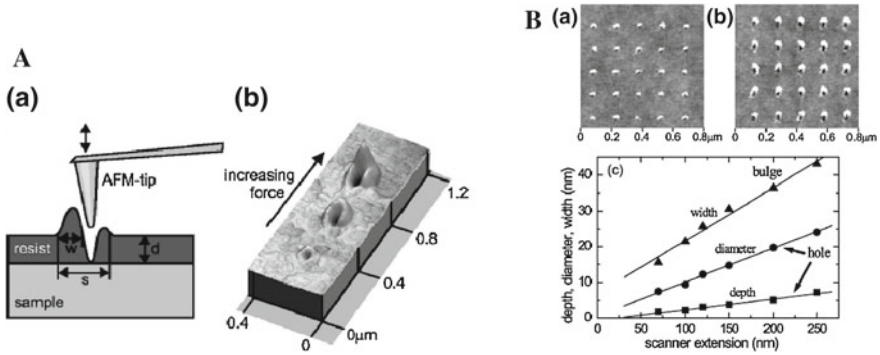 A
(a)
AFM-tip
resist
w
d
s
sample
(b)
increasing
force
1.2
0.8
0.4
0μm
0.4
0
B
(a)
(b)
0 0.2 0.4 0.6 0.8μm
0 0.2 0.4 0.6 0.8μm
(c)
bulge
width
diameter
hole
depth
depth, diameter, width (nm)
40
30
20
10
0
0 50 100 150 200 250
scanner extension (nm)